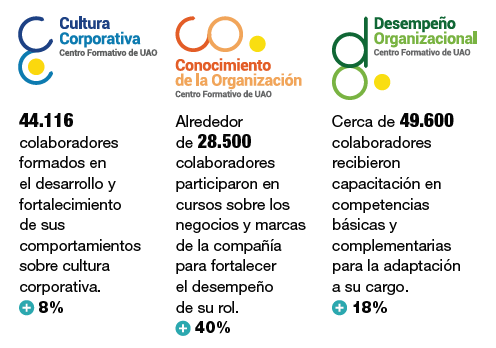 Cultura
Corporativa
Centro Formativo de UAO
44.116
colaboradores
formados en
el desarrollo y
fortalecimiento
de sus
comportamientos
sobre cultura
corporativa.
+ 8%
Conocimiento
de la Organización
Centro Formativo de UAO
Alrededor
de 28.500
colaboradores
participaron en
cursos sobre los
negocios y marcas
de la compañía
para fortalecer
el desempeño
de su rol.
+ 40%
Desempeño
Organizacional
Centro Formativo de UAO
Cerca de 49.600
colaboradores
recibieron
capacitación en
competencias
básicas y
complementarias
para la adaptación
a su cargo.
+ 18%